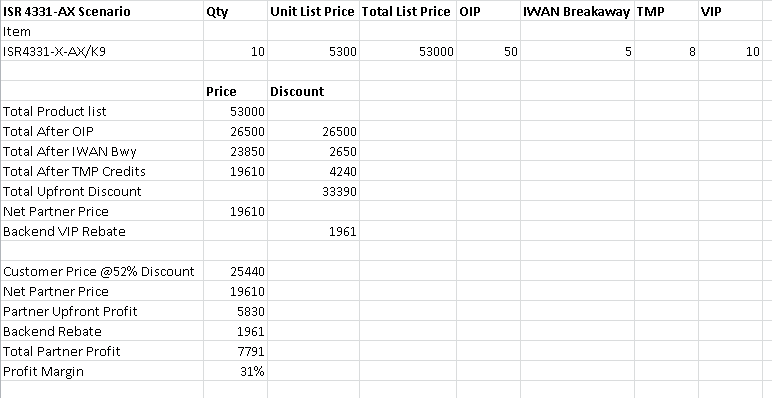 ISR 4331-AX Scenario Qty Unit List Price Total List Price OIP IWAN Breakaway TMP VIP
Item
ISR4331-X-AX/K9 10 5300 53000 50 5 8 10
Price Discount
Total Product list 53000
Total After OIP 26500 26500
Total After IWAN Bwy 23850 2650
Total After TMP Credits 19610 4240
Total Upfront Discount 33390
Net Partner Price 19610
Backend VIP Rebate 1961
Customer Price @52% Discount 25440
Net Partner Price 19610
Partner Upfront Profit 5830
Backend Rebate 1961
Total Partner Profit 7791
Profit Margin 31%